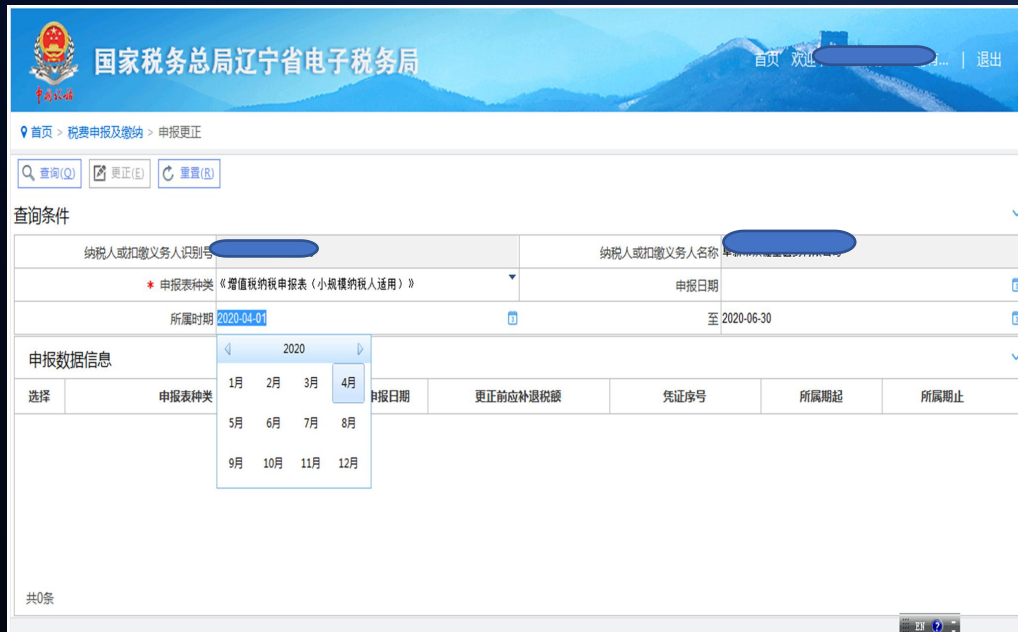 国家税务总局辽宁省电子税务局
首页 欢迎 ... | 退出
中国税务
首页 > 税费申报及缴纳 > 申报更正
查询(Q) 更正(E) 重置(R)
查询条件
纳税人或扣缴义务人识别号 纳税人或扣缴义务人名称
* 申报表种类 《增值税纳税申报表（小规模纳税人适用）》 申报日期
所属时期 2020-04-01 至 2020-06-30
申报数据信息
2020
选择 申报表种类 申报日期 更正前应补退税额 凭证序号 所属期起 所属期止
1月 2月 3月 4月
5月 6月 7月 8月
9月 10月 11月 12月
共0条
EN